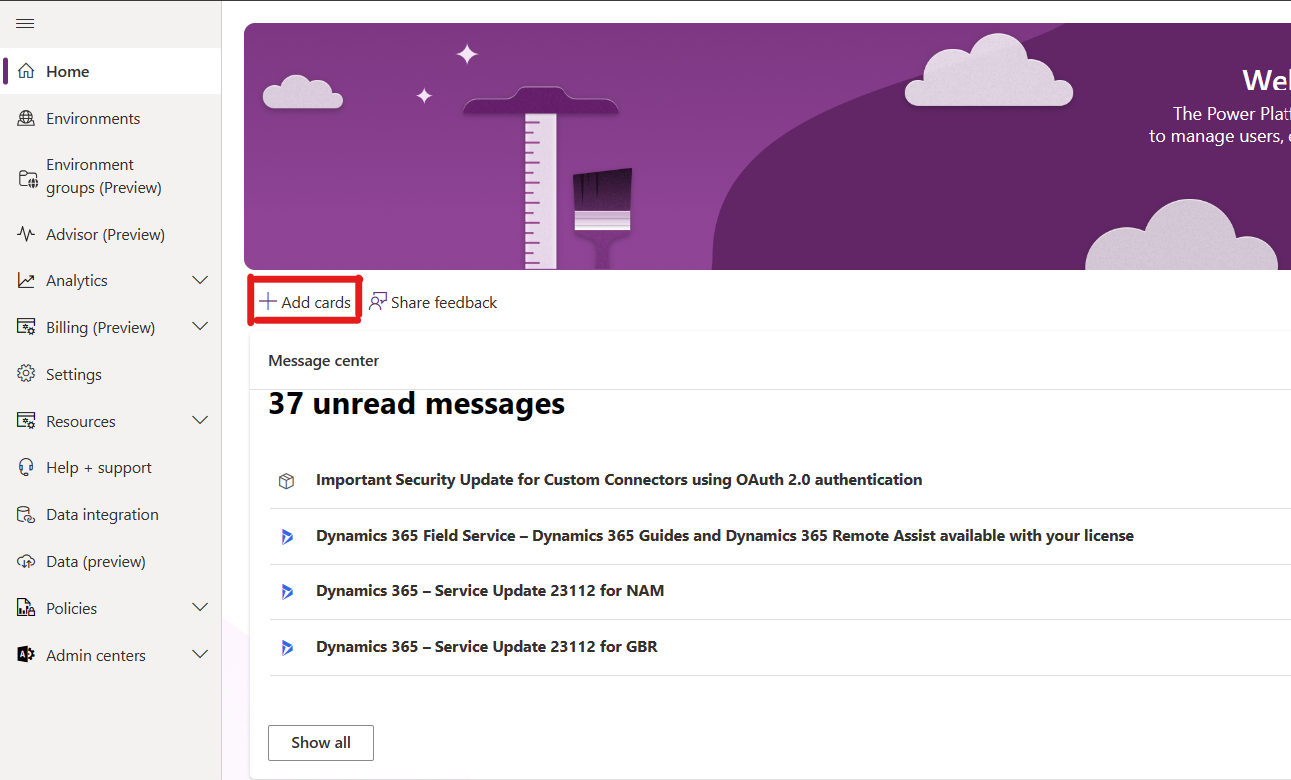 Home
Environments
Environment
groups (Preview)
Advisor (Preview)
Analytics
Billing (Preview)
Settings
Resources
Help + support
Data integration
Data (preview)
Policies
Admin centers
Wel
The Power Platf
to manage users,
Add cards
Share feedback
Message center
37 unread messages
Important Security Update for Custom Connectors using OAuth 2.0 authentication
Dynamics 365 Field Service – Dynamics 365 Guides and Dynamics 365 Remote Assist available with your license
Dynamics 365 – Service Update 23112 for NAM
Dynamics 365 – Service Update 23112 for GBR
Show all